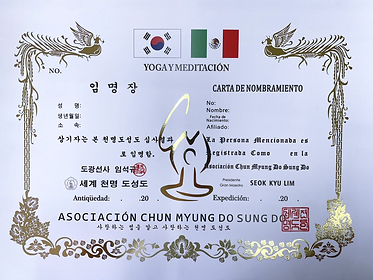 YOGA Y MEDITACIÓN
NO.
임 명 장
CARTA DE NOMBRAMIENTO
성 명:
생년월일:
소 속:
No:
Nombre:
Fecha de
Nacimiento:
Afiliado:
상기자는 본 천명도성도 심사결과
로 임명함.
La Persona Mencionada es
Registrada Como en la
Asociación Chun Myung Do Sung Do
도광선사 임석규
세계 천명 도성도
Presidente
Gran Maestro
SEOK KYU LIM
Antigüedad: . .20 .
Expedición: . .20 .
ASOCIACIÓN CHUN MYUNG DO SUNG DO
사랑하는 법을 알고 사랑하는 천명 도성도